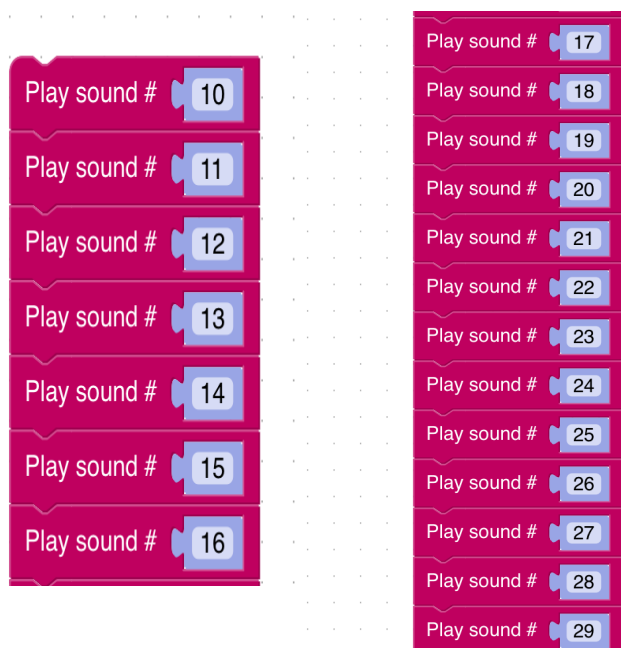 Play sound # 10
Play sound # 11
Play sound # 12
Play sound # 13
Play sound # 14
Play sound # 15
Play sound # 16
Play sound # 17
Play sound # 18
Play sound # 19
Play sound # 20
Play sound # 21
Play sound # 22
Play sound # 23
Play sound # 24
Play sound # 25
Play sound # 26
Play sound # 27
Play sound # 28
Play sound # 29